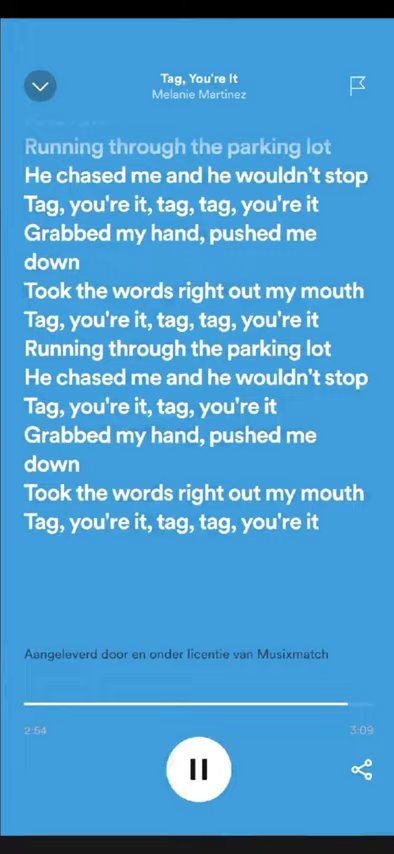 Tag, You're It
Melanie Martinez
Running through the parking lot
He chased me and he wouldn't stop
Tag, you're it, tag, tag, you're it
Grabbed my hand, pushed me
down
Took the words right out my mouth
Tag, you're it, tag, tag, you're it
Running through the parking lot
He chased me and he wouldn't stop
Tag, you're it, tag, you're it
Grabbed my hand, pushed me
down
Took the words right out my mouth
Tag, you're it, tag, tag, you're it
Aangeleverd door en onder licentie van Musixmatch
2:54
3:09